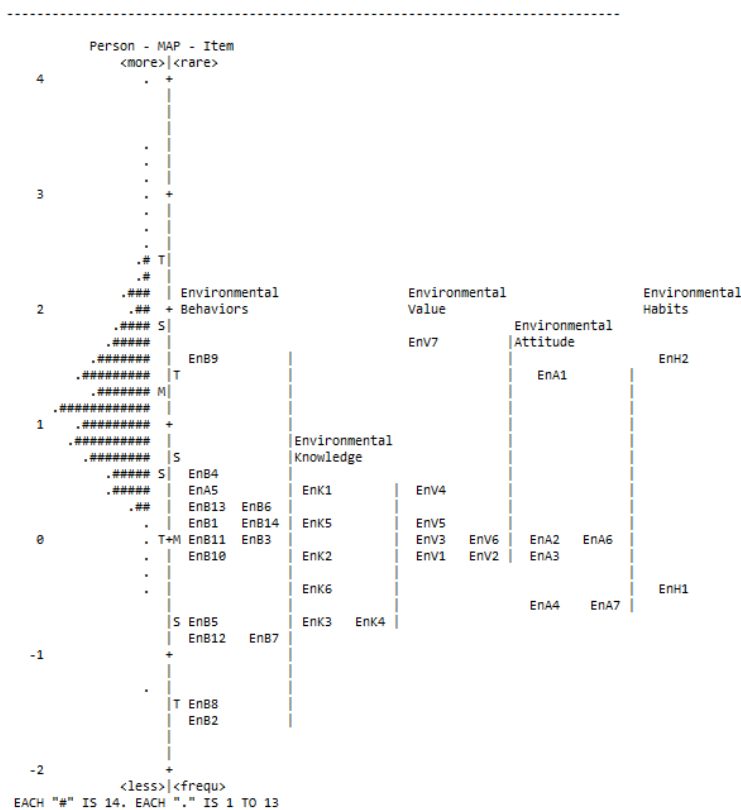 --------------------------------------------------------------------------------
Person - MAP - Item
<more>|<rare>
4 . +
|
|
|
. |
. |
. |
3 . +
. |
. |
. |
.# T|
.# |
.### | Environmental Environmental Environmental
2 .## + Behaviors Value Habits
.#### S| Environmental
.##### | EnV7 |Attitude
.####### | EnB9 | | EnH2
.######### |T | | EnA1 |
.####### M| | | |
.############ | | | |
1 .######### + | | |
.########## | |Environmental | |
.######## |S |Knowledge | |
.##### S| EnB4 | | |
.##### | EnA5 | EnK1 | EnV4 | |
.## | EnB13 EnB6 | | | |
. | EnB1 EnB14 | EnK5 | EnV5 | |
0 . T+M EnB11 EnB3 | | EnV3 EnV6 | EnA2 EnA6 |
. | EnB10 | EnK2 | EnV1 EnV2 | EnA3 |
. | | | |
. | | EnK6 | | EnH1
| | | EnA4 EnA7 |
|S EnB5 | EnK3 EnK4 |
| EnB12 EnB7 |
-1 + |
| |
. | |
|T EnB8 |
| EnB2 |
|
|
-2 +
<less>|<frequ>
EACH "#" IS 14. EACH "." IS 1 TO 13